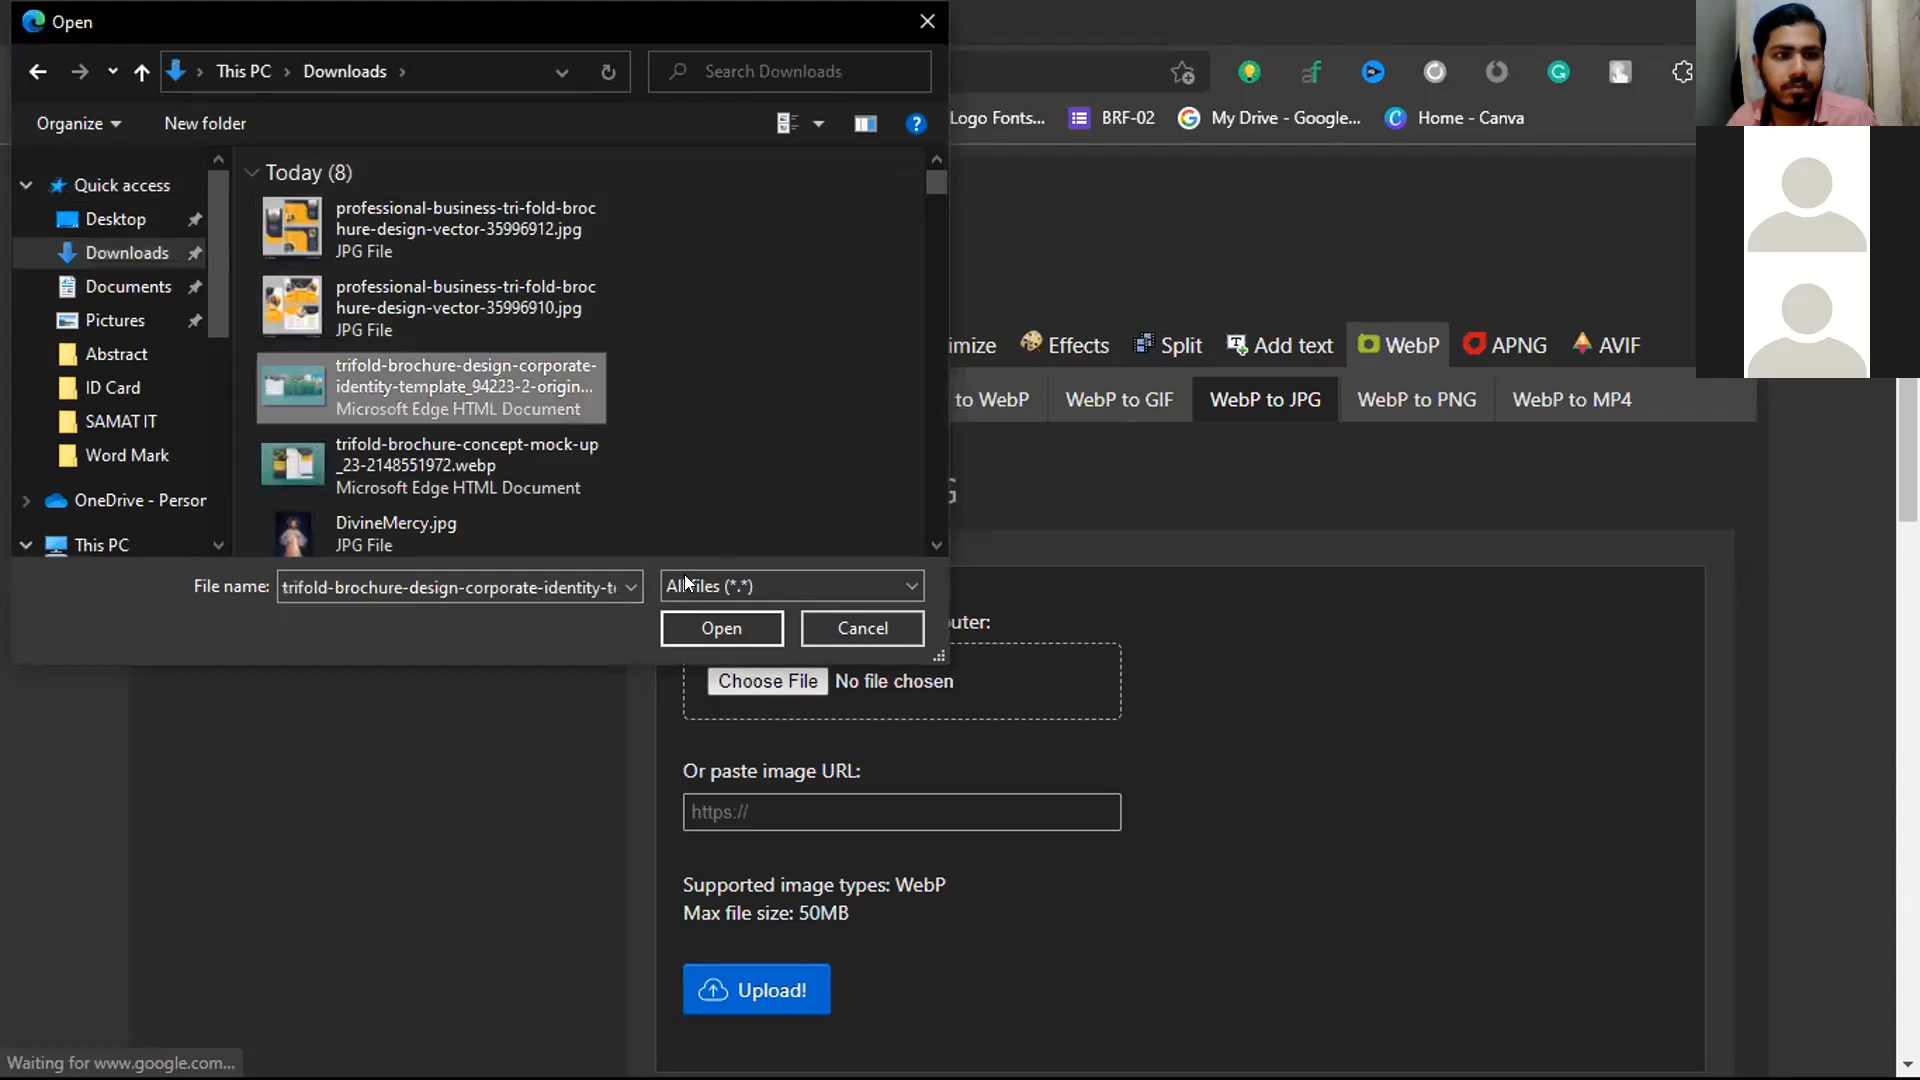 Open
This PC
Downloads
Search Downloads
Organize
New folder
Logo Fonts...
BRF-02
My Drive - Google...
Home - Canva
Quick access
Desktop
Downloads
Documents
Pictures
Abstract
ID Card
SAMAT IT
Word Mark
OneDrive - Person
This PC
Today (8)
professional-business-tri-fold-broc
hure-design-vector-35996912.jpg
JPG File
professional-business-tri-fold-broc
hure-design-vector-35996910.jpg
JPG File
trifold-brochure-design-corporate-
identity-template_94223-2-origin...
Microsoft Edge HTML Document
trifold-brochure-concept-mock-up
_23-2148551972.webp
Microsoft Edge HTML Document
DivineMercy.jpg
JPG File
File name:
trifold-brochure-design-corporate-identity-t
All Files (*.*)
Open
Cancel
imize
Effects
Split
Add text
WebP
APNG
AVIF
to WebP
WebP to GIF
WebP to JPG
WebP to PNG
WebP to MP4
G
uter:
Choose File
No file chosen
Or paste image URL:
https://
Supported image types: WebP
Max file size: 50MB
Upload!
Waiting for www.google.com...